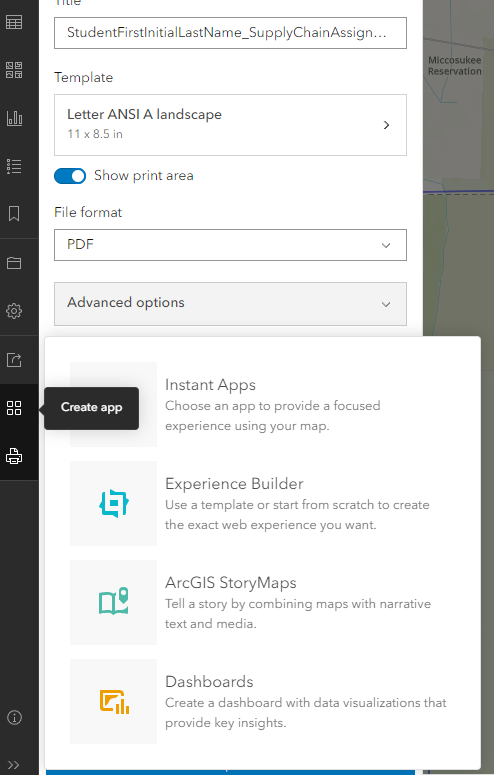 Title
StudentFirstInitialLastName_SupplyChainAssign...
Template
Letter ANSI A landscape
11 x 8.5 in
Show print area
File format
PDF
Advanced options
Miccosukee
Reservation
Create app
Instant Apps
Choose an app to provide a focused
experience using your map.
Experience Builder
Use a template or start from scratch to create
the exact web experience you want.
ArcGIS StoryMaps
Tell a story by combining maps with narrative
text and media.
Dashboards
Create a dashboard with data visualizations that
provide key insights.